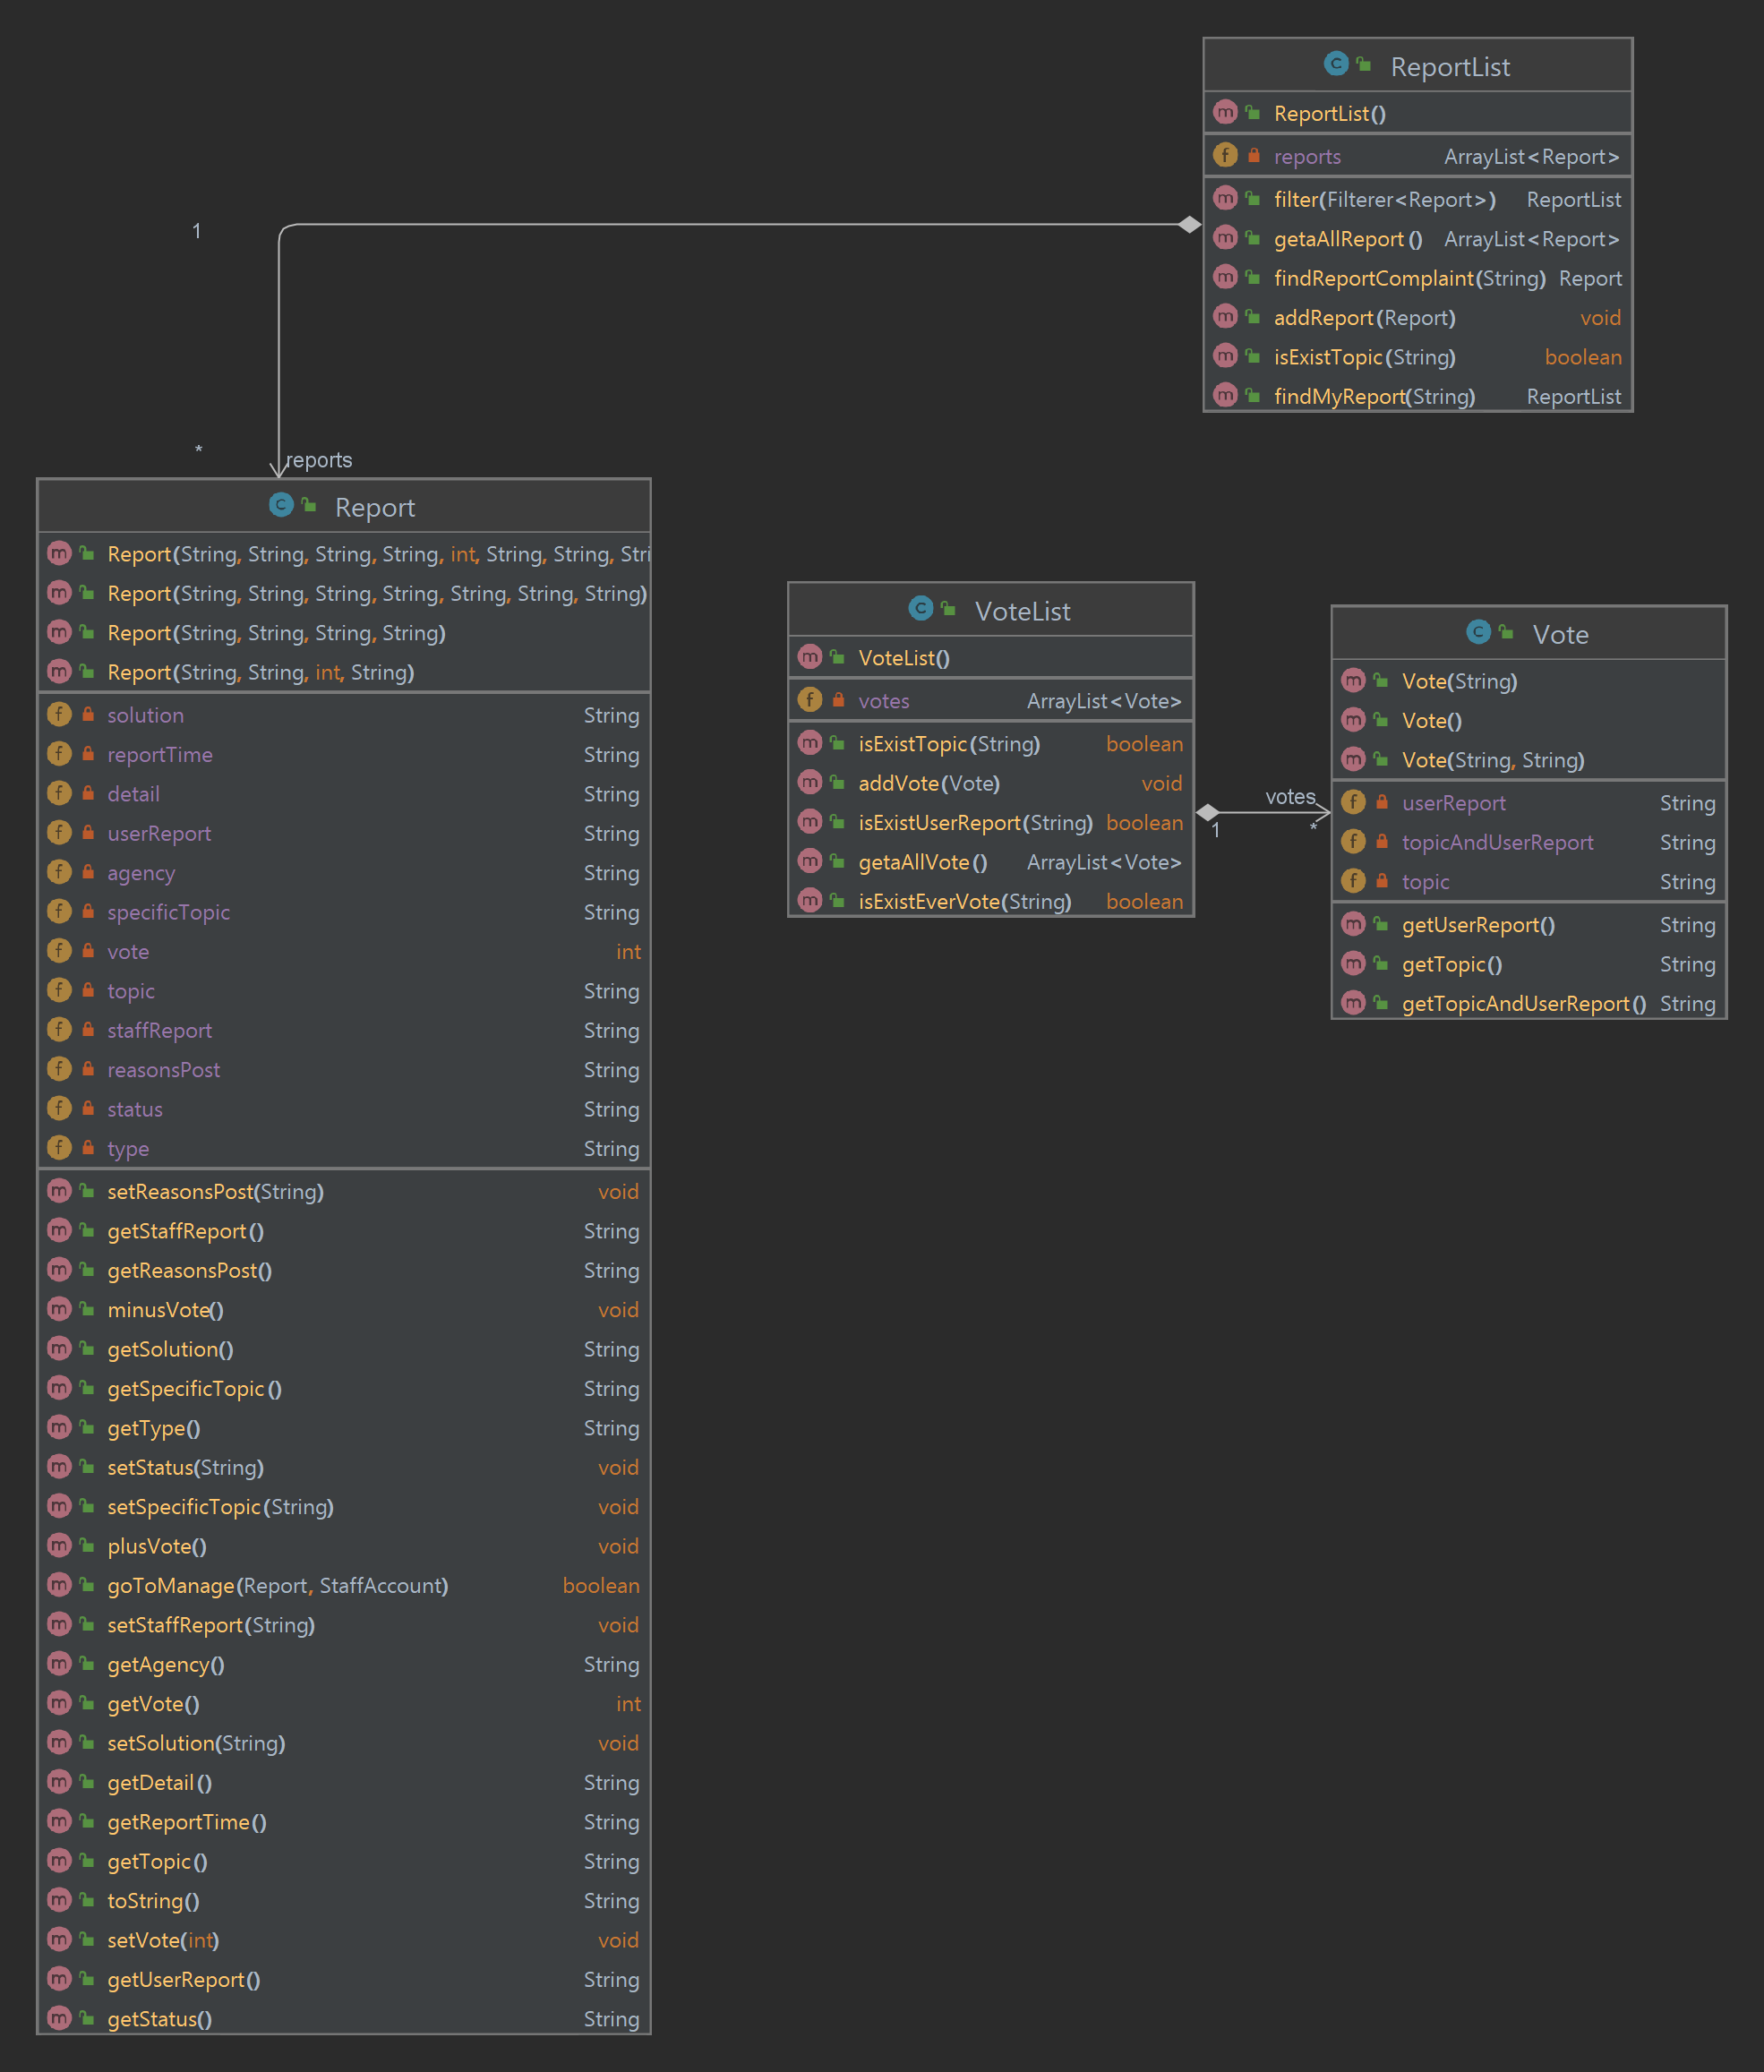 ReportList
ReportList()
reports ArrayList<Report>
filter(Filterer<Report>) ReportList
getaAllReport() ArrayList<Report>
findReportComplaint(String) Report
addReport(Report) void
isExistTopic(String) boolean
findMyReport(String) ReportList
1
*
reports
Report
Report(String, String, String, String, int, String, String, Stri
Report(String, String, String, String, String, String, String)
Report(String, String, String, String)
Report(String, String, int, String)
solution String
reportTime String
detail String
userReport String
agency String
specificTopic String
vote int
topic String
staffReport String
reasonsPost String
status String
type String
setReasonsPost(String) void
getStaffReport() String
getReasonsPost() String
minusVote() void
getSolution() String
getSpecificTopic() String
getType() String
setStatus(String) void
setSpecificTopic(String) void
plusVote() void
goToManage(Report, StaffAccount) boolean
setStaffReport(String) void
getAgency() String
getVote() int
setSolution(String) void
getDetail() String
getReportTime() String
getTopic() String
toString() String
setVote(int) void
getUserReport() String
getStatus() String
VoteList
VoteList()
votes ArrayList<Vote>
isExistTopic(String) boolean
addVote(Vote) void
isExistUserReport(String) boolean
getaAllVote() ArrayList<Vote>
isExistEverVote(String) boolean
votes
1
*
Vote
Vote(String)
Vote()
Vote(String, String)
userReport String
topicAndUserReport String
topic String
getUserReport() String
getTopic() String
getTopicAndUserReport() String